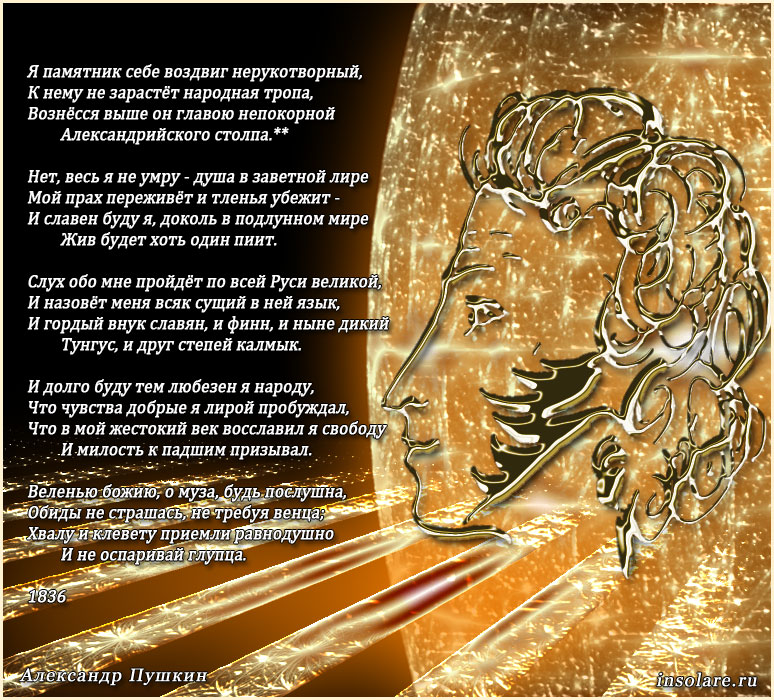 Я памятник себе воздвиг нерукотворный,
К нему не зарастёт народная тропа,
Вознёсся выше он главою непокорной
Александрийского столпа.**

Нет, весь я не умру - душа в заветной лире
Мой прах переживёт и тленья убежит -
И славен буду я, доколь в подлунном мире
Жив будет хоть один пиит.

Слух обо мне пройдёт по всей Руси великой,
И назовёт меня всяк сущий в ней язык,
И гордый внук славян, и финн, и ныне дикий
Тунгус, и друг степей калмык.

И долго буду тем любезен я народу,
Что чувства добрые я лирой пробуждал,
Что в мой жестокий век восславил я свободу
И милость к падшим призывал.

Веленью божию, о муза, будь послушна,
Обиды не страшась, не требуя венца;
Хвалу и клевету приемли равнодушно
И не оспаривай глупца.

1836

Александр Пушкин
insolare.ru